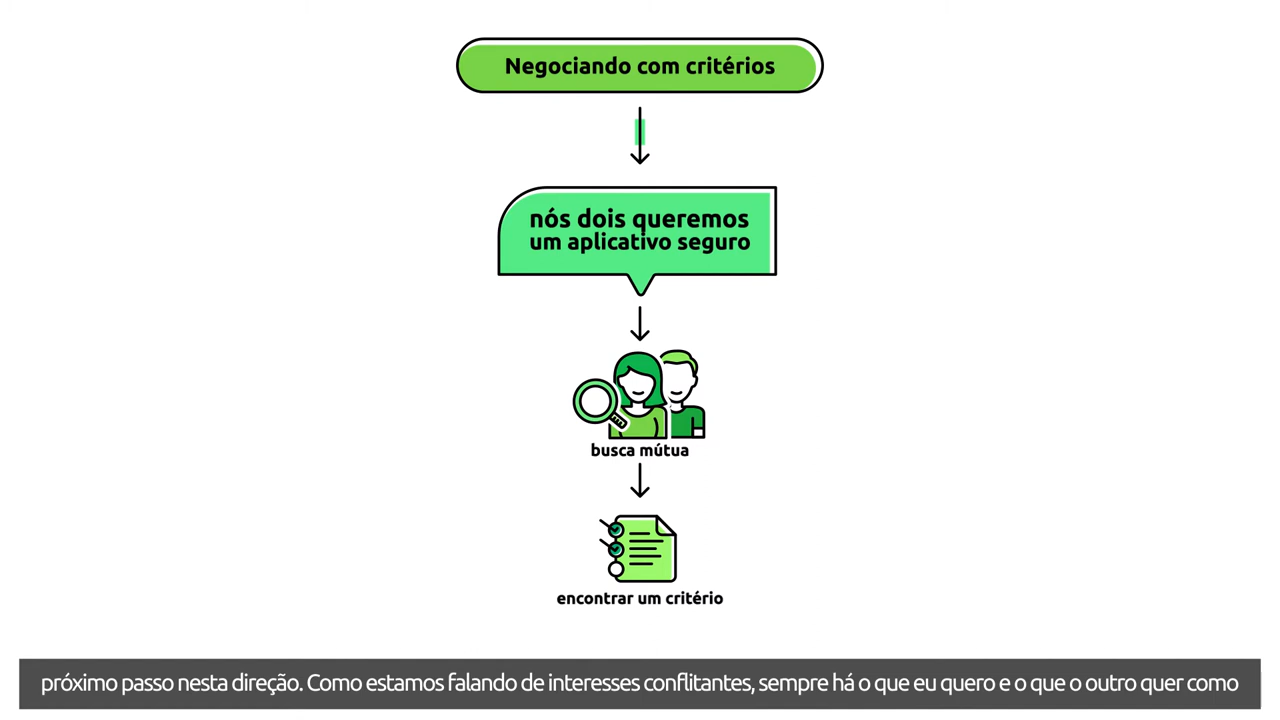 Negociando com critérios
nós dois queremos
um aplicativo seguro
busca mútua
encontrar um critério
próximo passo nesta direção. Como estamos falando de interesses conflitantes, sempre há o que eu quero e o que o outro quer como